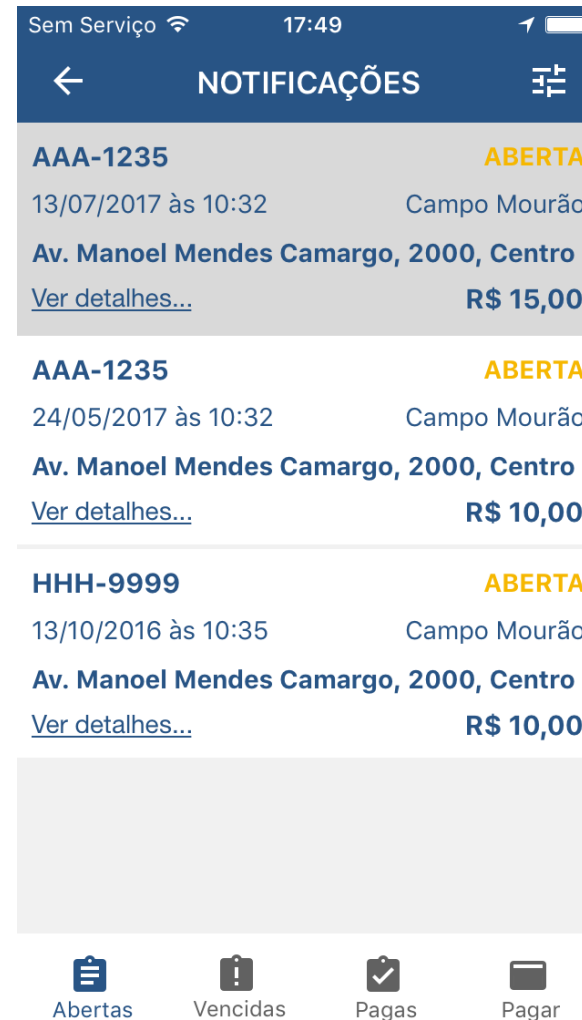 Sem Serviço 17:49
NOTIFICAÇÕES
AAA-1235 ABERTA
13/07/2017 às 10:32 Campo Mourão
Av. Manoel Mendes Camargo, 2000, Centro
Ver detalhes... R$ 15,00
AAA-1235 ABERTA
24/05/2017 às 10:32 Campo Mourão
Av. Manoel Mendes Camargo, 2000, Centro
Ver detalhes... R$ 10,00
HHH-9999 ABERTA
13/10/2016 às 10:35 Campo Mourão
Av. Manoel Mendes Camargo, 2000, Centro
Ver detalhes... R$ 10,00
Abertas Vencidas Pagas Pagar